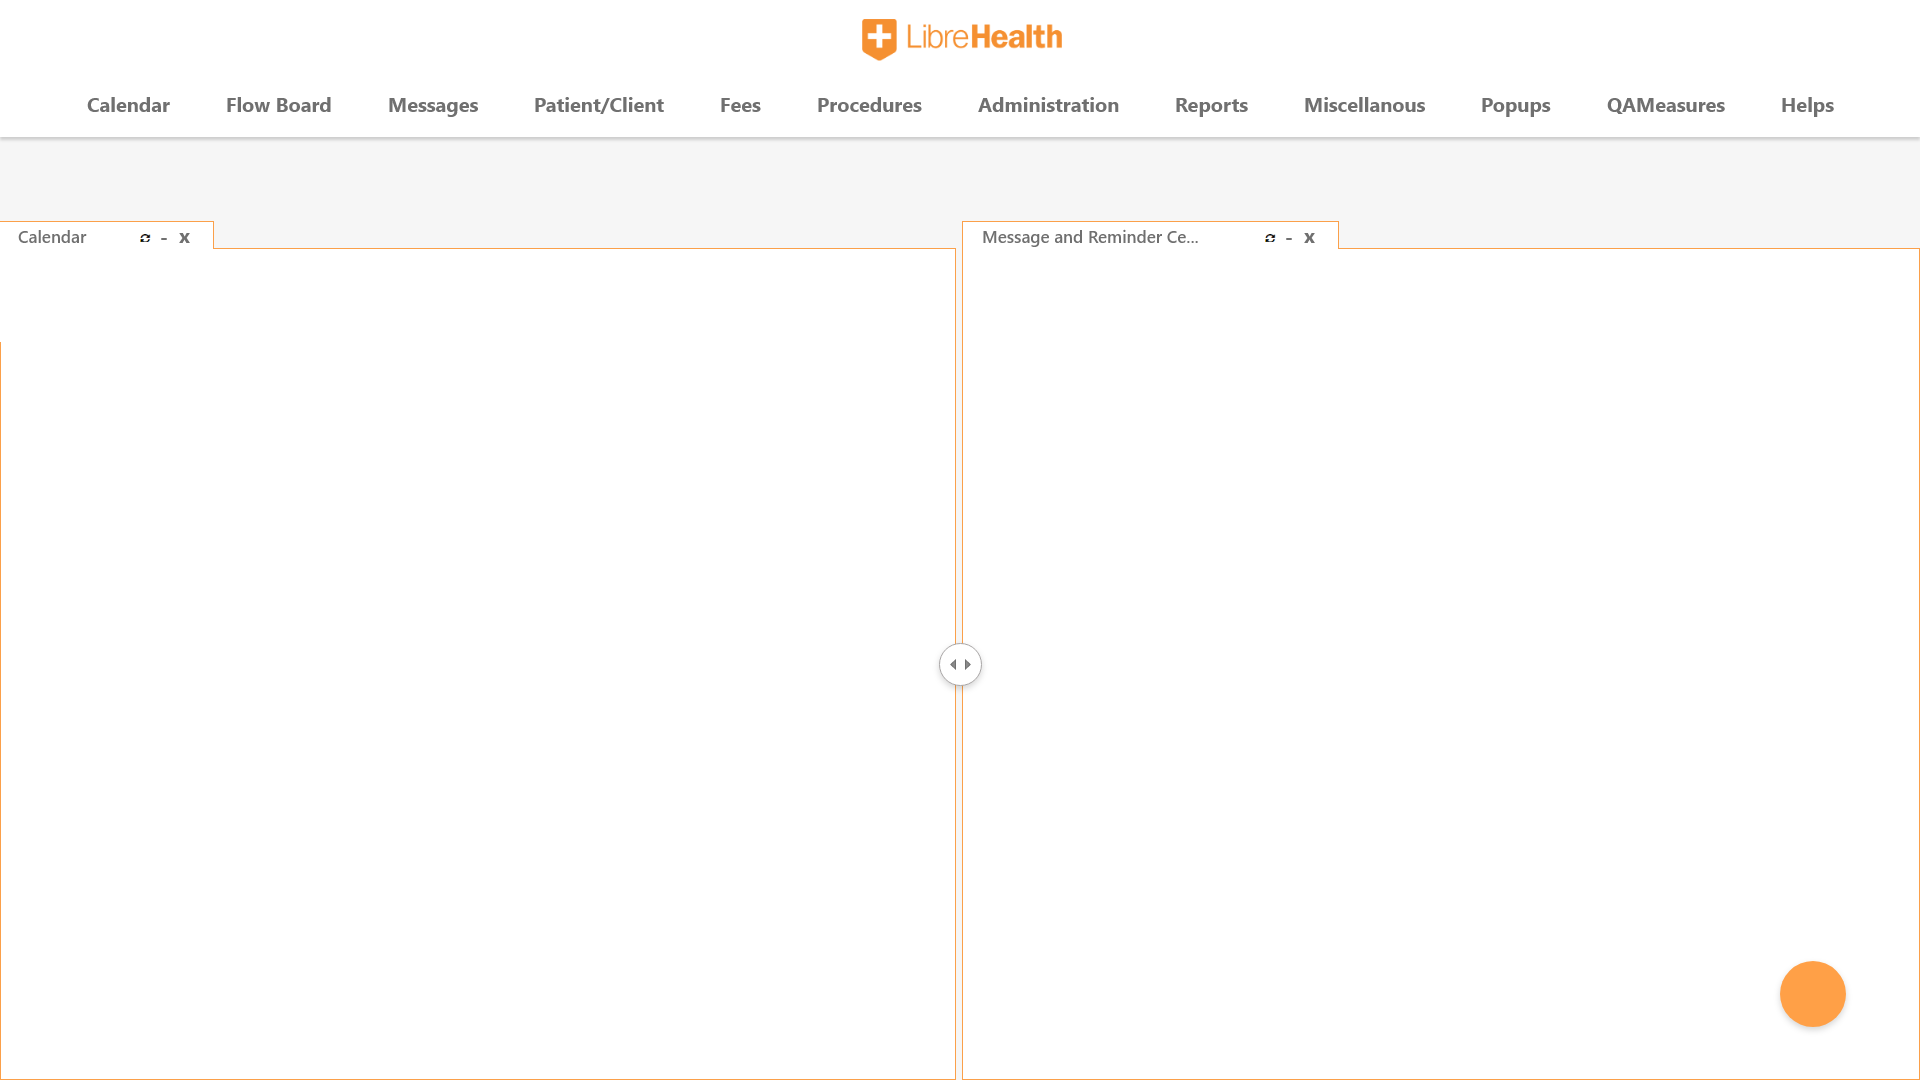 LibreHealth
Calendar Flow Board Messages Patient/Client Fees Procedures Administration Reports Miscellanous Popups QAMeasures Helps
Calendar - X
Message and Reminder Ce... - X